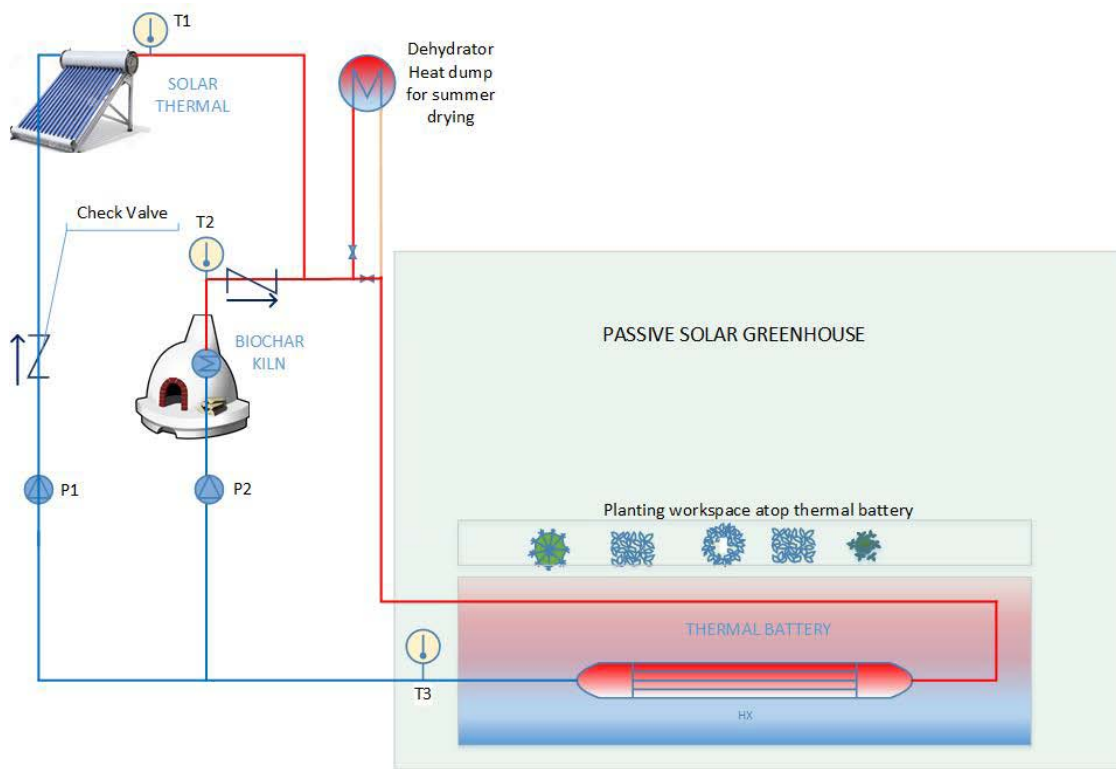 T1
SOLAR
THERMAL
Dehydrator
Heat dump
for summer
drying
Check Valve
T2
BIOCHAR
KILN
PASSIVE SOLAR GREENHOUSE
P1
P2
Planting workspace atop thermal battery
THERMAL BATTERY
T3
HX